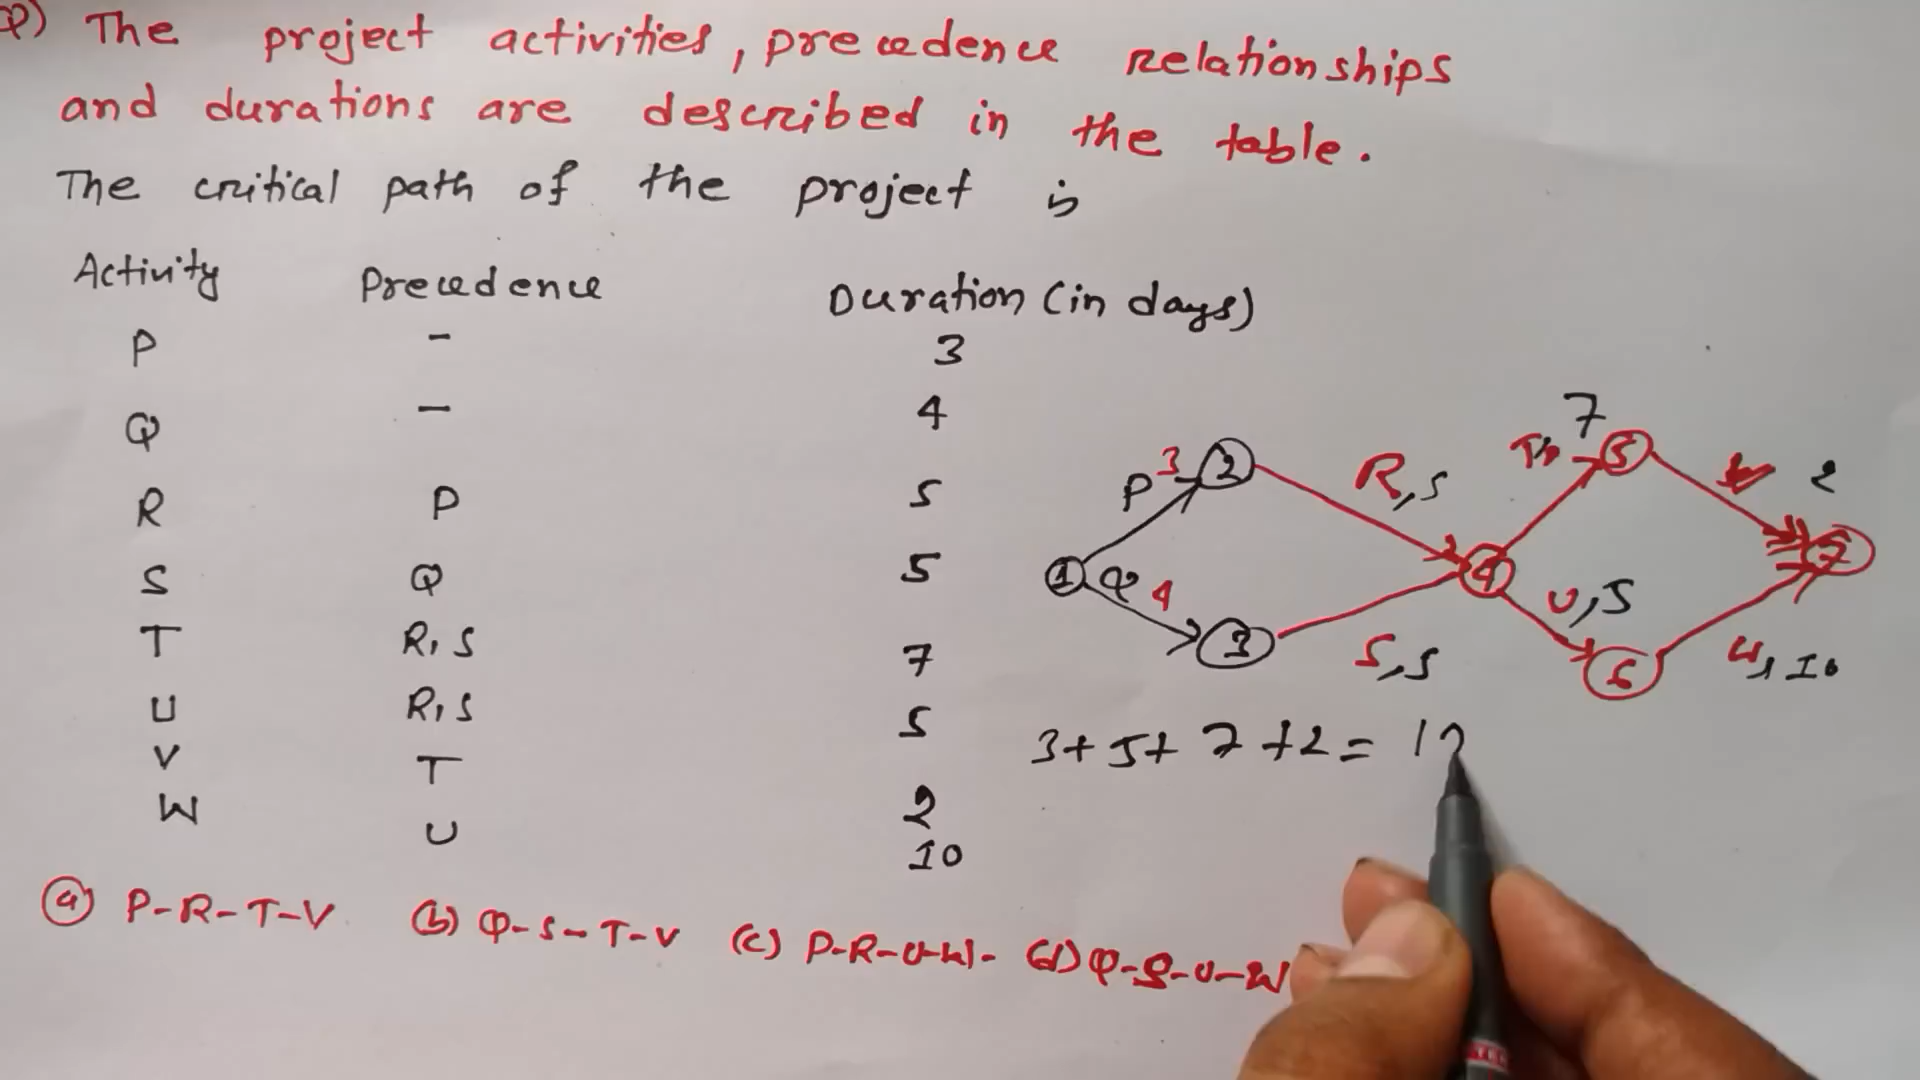 Q) The project activities, precedence relationships
and durations are described in the table.
The critical path of the project is
Activity Precedence Duration (in days)
P - 3
Q - 4
R P 5
S Q 5
T R, S 7
U R, S 5
V T 2
W U 10
(a) P-R-T-V (b) Q-S-T-V (c) P-R-U-W- (d) Q-S-U-W
P 3 2 R, 5 T, 7 5 2
1 4 7
Q 4 3 S, 5 U, 5 6 10
3+5+7+2= 1